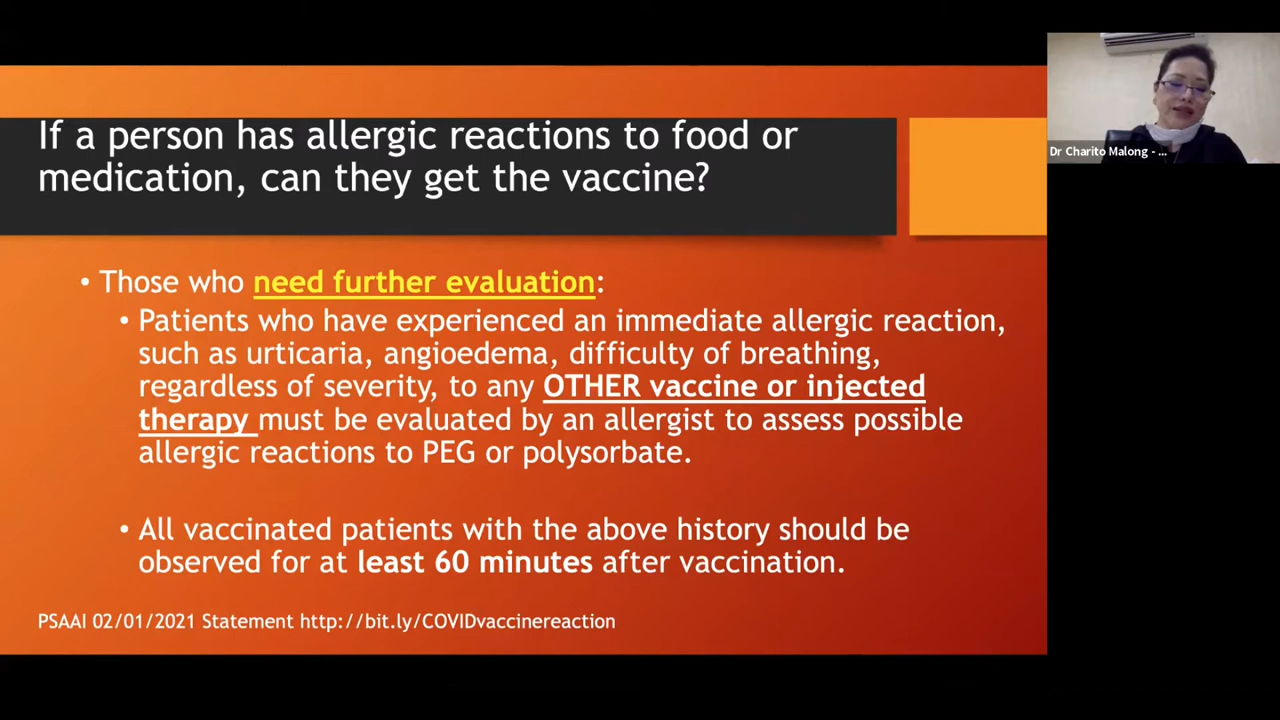 If a person has allergic reactions to food or
medication, can they get the vaccine?
• Those who need further evaluation:
• Patients who have experienced an immediate allergic reaction,
such as urticaria, angioedema, difficulty of breathing,
regardless of severity, to any OTHER vaccine or injected
therapy must be evaluated by an allergist to assess possible
allergic reactions to PEG or polysorbate.
• All vaccinated patients with the above history should be
observed for at least 60 minutes after vaccination.
PSAAI 02/01/2021 Statement http://bit.ly/COVIDvaccinereaction
Dr Charito Malong - ...